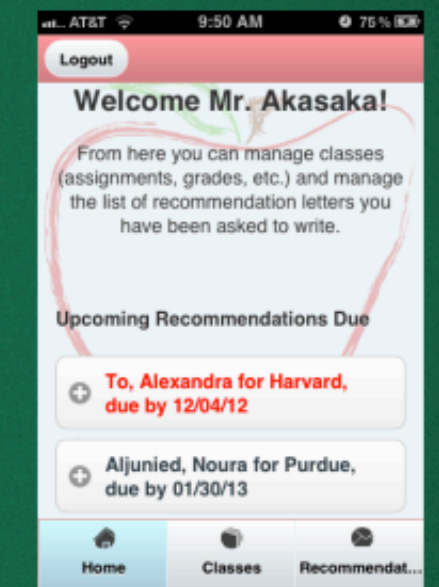 AT&T 9:50 AM 75%
Logout
Welcome Mr. Akasaka!
From here you can manage classes
(assignments, grades, etc.) and manage
the list of recommendation letters you
have been asked to write.
Upcoming Recommendations Due
To, Alexandra for Harvard,
due by 12/04/12
Aljunied, Noura for Purdue,
due by 01/30/13
Home Classes Recommendat...